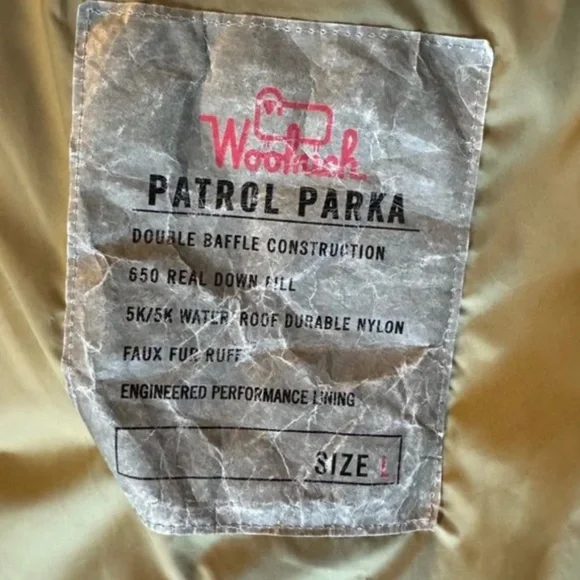 Woolrich
PATROL PARKA
DOUBLE BAFFLE CONSTRUCTION
650 REAL DOWN FILL
5K/5K WATERPROOF DURABLE NYLON
FAUX FUR RUFF
ENGINEERED PERFORMANCE LINING
SIZE L